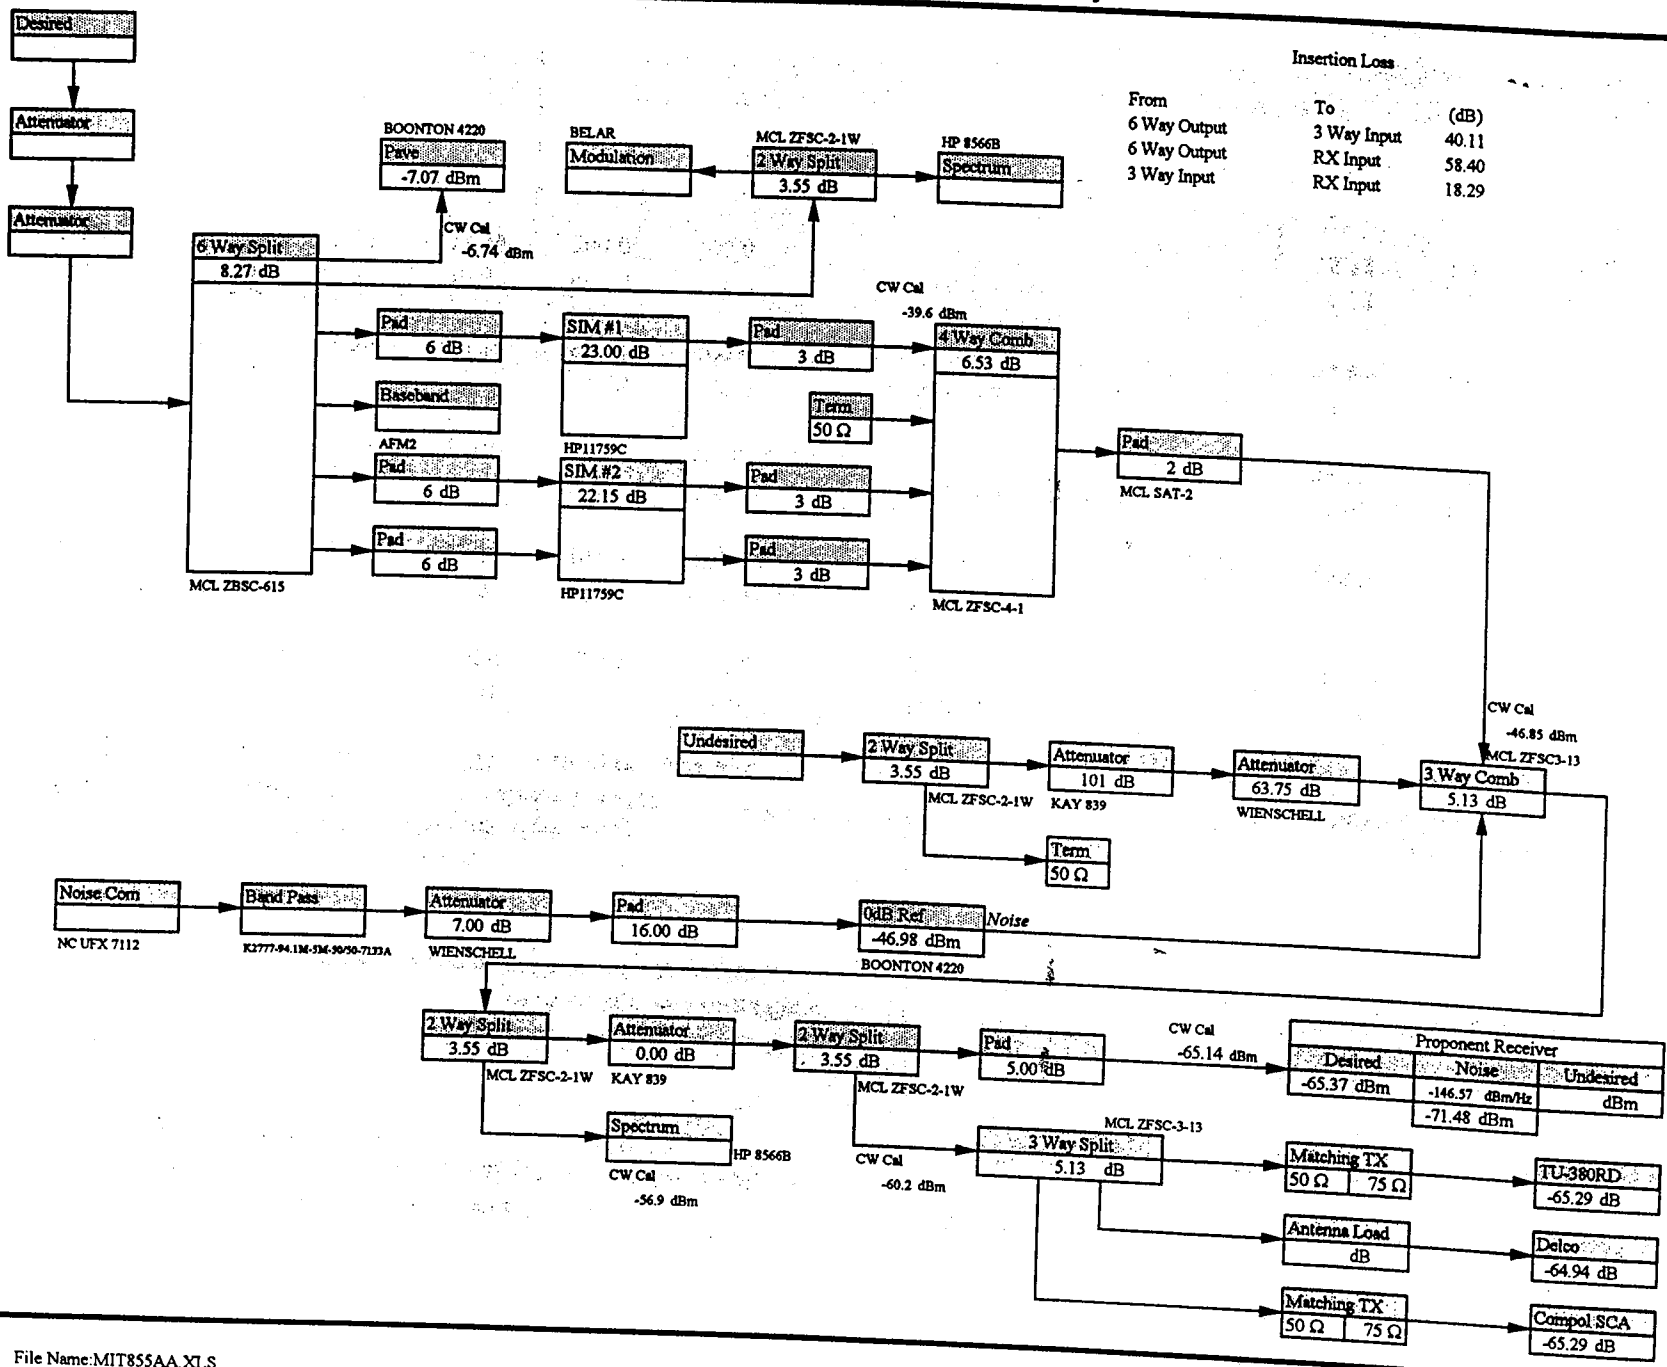 Desired
Attenuator
Attenuator
Insertion Loss
From To (dB)
6 Way Output 3 Way Input 40.11
6 Way Output RX Input 58.40
3 Way Input RX Input 18.29
BOONTON 4220
Pave
-7.07 dBm
BELAR
Modulation
MCL ZFSC-2-1W
2 Way Split
3.55 dB
HP 8566B
Spectrum
CW Cal
-6.74 dBm
6 Way Split
8.27 dB
MCL ZBSC-615
Pad
6 dB
SIM #1
23.00 dB
HP11759C
Pad
3 dB
CW Cal
-39.6 dBm
4 Way Comb
6.53 dB
MCL ZFSC-4-1
Baseband
AFM2
Term
50 Ω
Pad
6 dB
SIM #2
22.15 dB
HP11759C
Pad
3 dB
Pad
6 dB
Pad
3 dB
Pad
2 dB
MCL SAT-2
CW Cal
-46.85 dBm
MCL ZFSC3-13
3 Way Comb
5.13 dB
Undesired
2 Way Split
3.55 dB
MCL ZFSC-2-1W
Attenuator
101 dB
KAY 839
Attenuator
63.75 dB
WIENSCHELL
Term
50 Ω
Noise Com
NC UFX 7112
Band Pass
K2777-94.1M-5M-50/50-7133A
Attenuator
7.00 dB
WIENSCHELL
Pad
16.00 dB
0dB Ref
-46.98 dBm
BOONTON 4220
Noise
2 Way Split
3.55 dB
MCL ZFSC-2-1W
Attenuator
0.00 dB
KAY 839
2 Way Split
3.55 dB
MCL ZFSC-2-1W
Pad
5.00 dB
CW Cal
-65.14 dBm
Proponent Receiver
Desired Noise Undesired
-65.37 dBm -146.57 dBm/Hz dBm
-71.48 dBm
Spectrum
HP 8566B
CW Cal
-56.9 dBm
CW Cal
-60.2 dBm
MCL ZFSC-3-13
3 Way Split
5.13 dB
Matching TX
50 Ω 75 Ω
TU-380RD
-65.29 dB
Antenna Load
dB
Delco
-64.94 dB
Matching TX
50 Ω 75 Ω
Compol SCA
-65.29 dB
File Name:MIT855AA.XLS